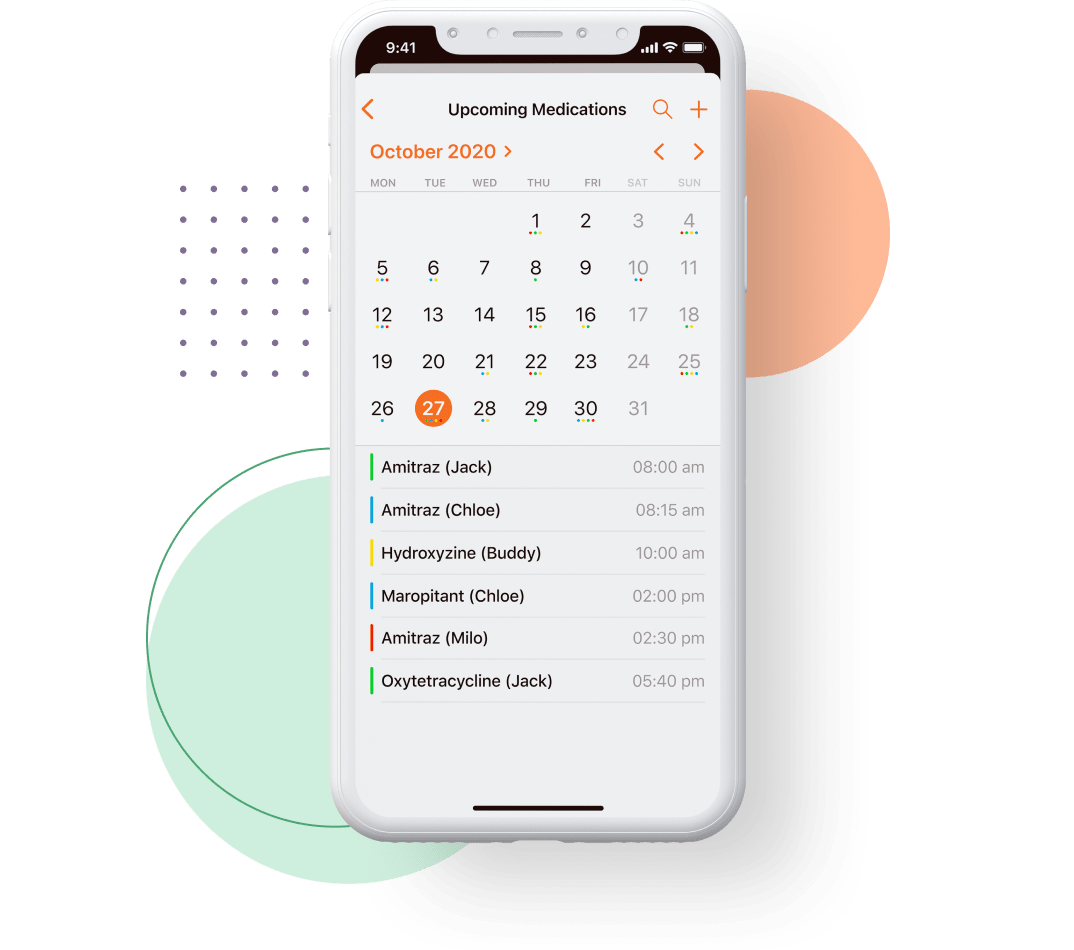 9:41
Upcoming Medications
October 2020
MON TUE WED THU FRI SAT SUN
1 2 3 4
5 6 7 8 9 10 11
12 13 14 15 16 17 18
19 20 21 22 23 24 25
26 27 28 29 30 31
Amitraz (Jack) 08:00 am
Amitraz (Chloe) 08:15 am
Hydroxyzine (Buddy) 10:00 am
Maropitant (Chloe) 02:00 pm
Amitraz (Milo) 02:30 pm
Oxytetracycline (Jack) 05:40 pm